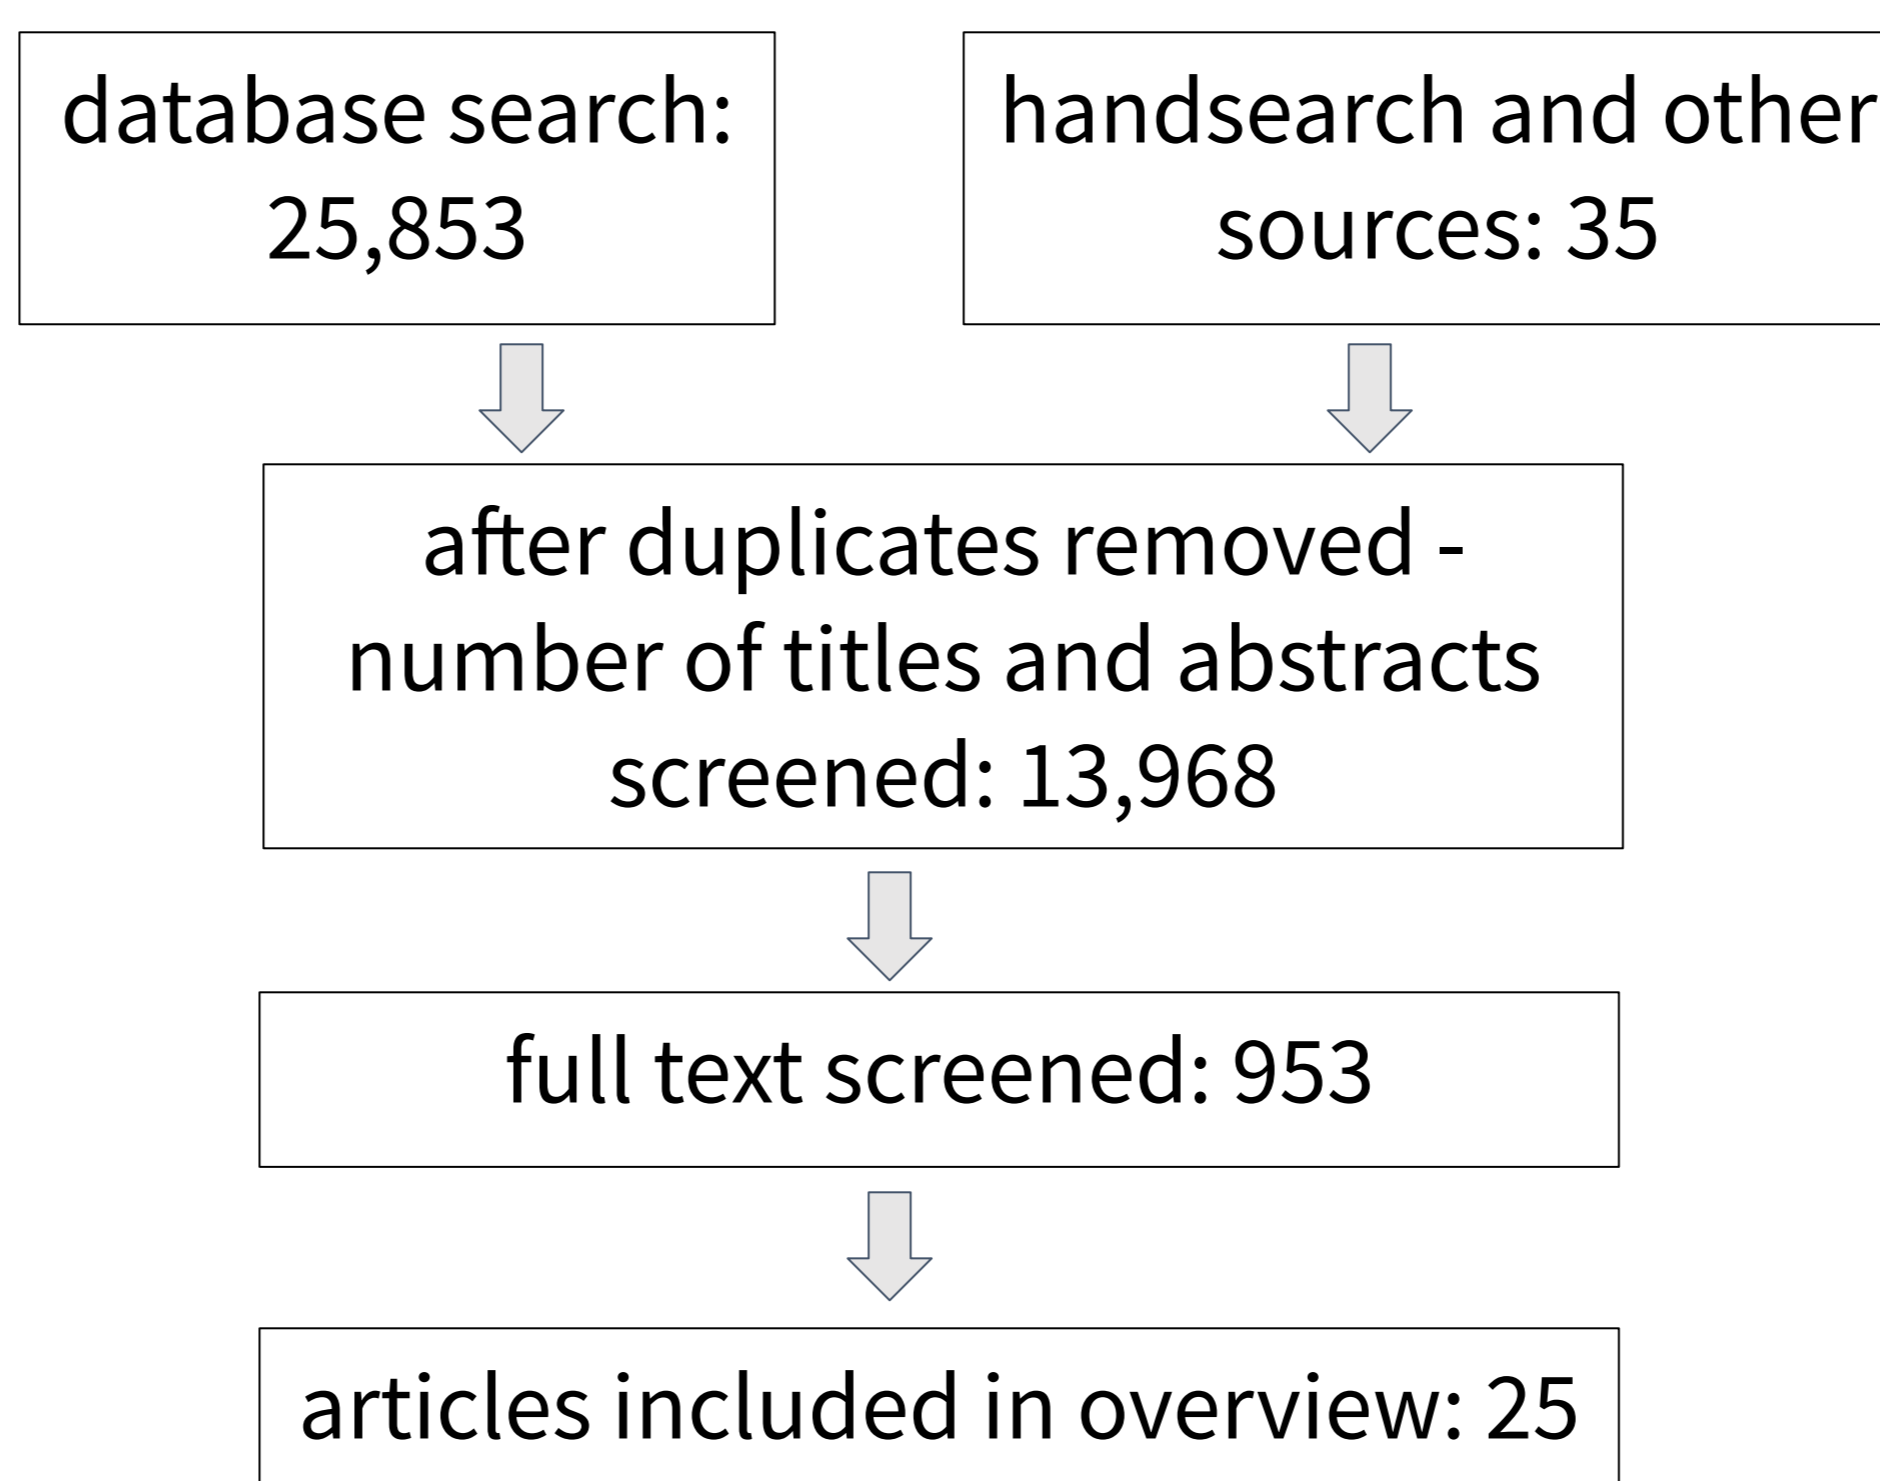 database search:
25,853
handsearch and other
sources: 35
after duplicates removed -
number of titles and abstracts
screened: 13,968
full text screened: 953
articles included in overview: 25